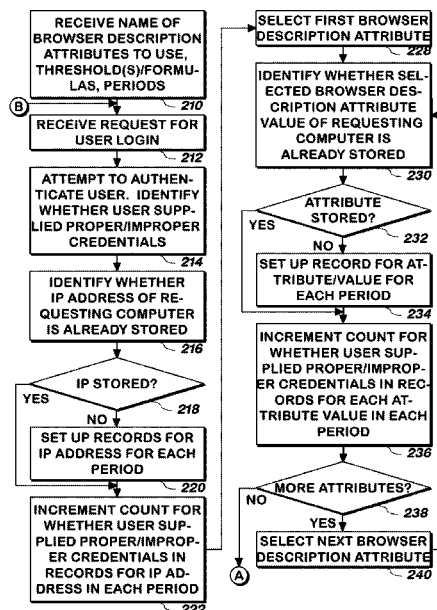 RECEIVE NAME OF
BROWSER DESCRIPTION
ATTRIBUTES TO USE,
THRESHOLD(S)/FORMU-
LAS, PERIODS
210
B
RECEIVE REQUEST FOR
USER LOGIN
212
ATTEMPT TO AUTHEN-
TICATE USER. IDENTIFY
WHETHER USER SUPPLIED
PROPER/IMPROPER
CREDENTIALS
214
IDENTIFY WHETHER
IP ADDRESS OF RE-
QUESTING COMPUTER
IS ALREADY STORED
216
IP STORED?
YES
218
NO
SET UP RECORDS FOR
IP ADDRESS FOR EACH
PERIOD
220
INCREMENT COUNT FOR
WHETHER USER SUP-
PLIED PROPER/IMPROP-
ER CREDENTIALS IN
RECORDS FOR IP AD-
DRESS IN EACH PERIOD
222
SELECT FIRST BROWSER
DESCRIPTION ATTRIBUTE
228
IDENTIFY WHETHER SEL-
ECTED BROWSER DES-
CRIPTION ATTRIBUTE
VALUE OF REQUESTING
COMPUTER IS
ALREADY STORED
230
ATTRIBUTE
STORED?
YES
232
NO
SET UP RECORD FOR AT-
TRIBUTE/VALUE FOR
EACH PERIOD
234
INCREMENT COUNT FOR
WHETHER USER SUP-
PLIED PROPER/IMPROP-
ER CREDENTIALS IN REC-
ORDS FOR EACH AT-
TRIBUTE VALUE IN EACH
PERIOD
236
MORE ATTRIBUTES?
NO
238
YES
A
SELECT NEXT BROWSER
DESCRIPTION ATTRIBUTE
240